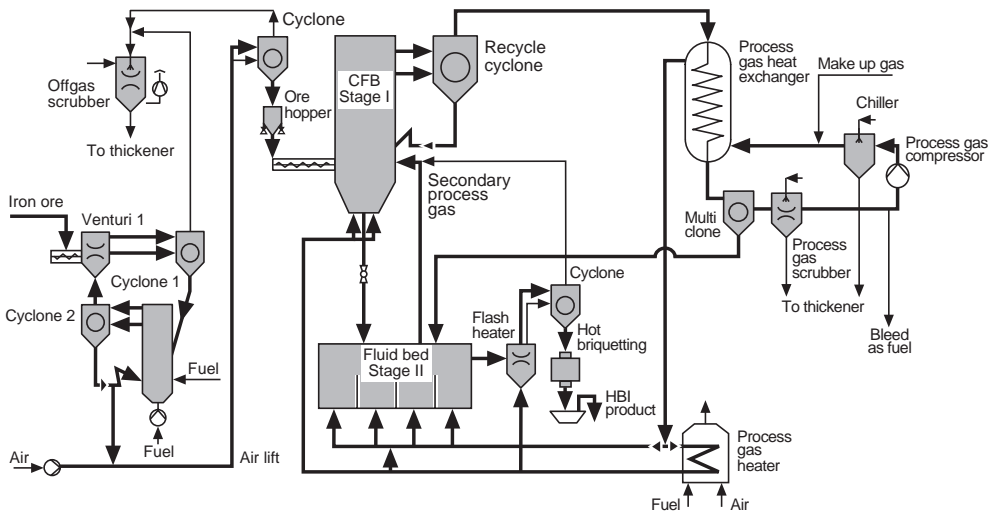 Cyclone
Recycle
cyclone
Process
gas heat
exchanger
Make up gas
Chiller
Process gas
compressor
Offgas
scrubber
CFB
Stage I
Ore
hopper
To thickener
Secondary
process
gas
Iron ore
Venturi 1
Multi
clone
Process
gas
scrubber
Cyclone 1
Cyclone
To thickener
Cyclone 2
Flash
heater
Hot
briquetting
Bleed
as fuel
Fluid bed
Stage II
Fuel
HBI
product
Fuel
Air
Air lift
Process
gas
heater
Fuel
Air